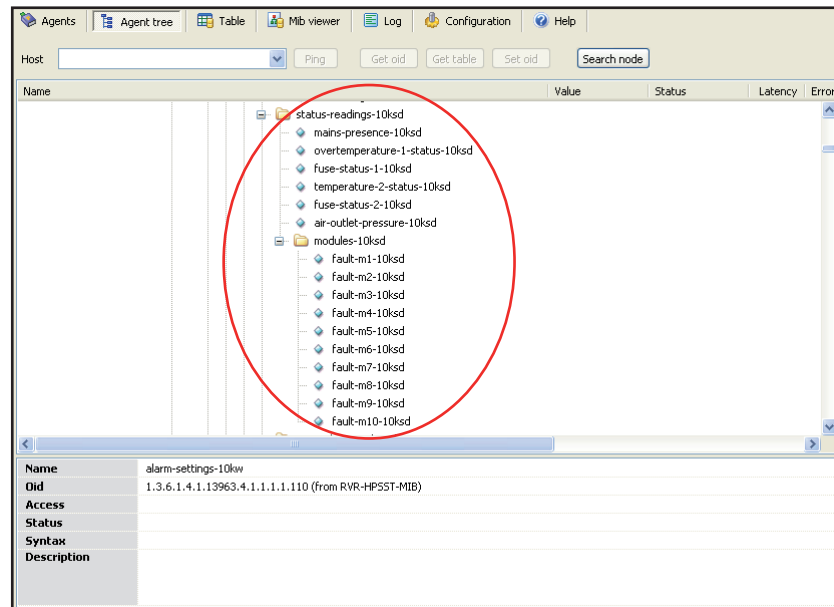 Agents Agent tree Table Mib viewer Log Configuration Help
Host Ping Get oid Get table Set oid Search node
Name Value Status Latency Error
status-readings-10ksd
mains-presence-10ksd
overtemperature-1-status-10ksd
fuse-status-1-10ksd
temperature-2-status-10ksd
fuse-status-2-10ksd
air-outlet-pressure-10ksd
modules-10ksd
fault-m1-10ksd
fault-m2-10ksd
fault-m3-10ksd
fault-m4-10ksd
fault-m5-10ksd
fault-m6-10ksd
fault-m7-10ksd
fault-m8-10ksd
fault-m9-10ksd
fault-m10-10ksd
Name alarm-settings-10kw
Oid 1.3.6.1.4.1.13963.4.1.1.1.1.110 (from RVR-HPSST-MIB)
Access
Status
Syntax
Description